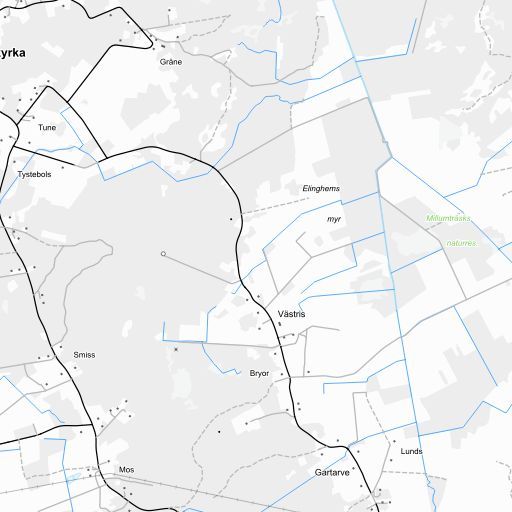 yrka
Gräne
Tune
Tystebols
Elinghems
myr
Millumträsks
naturres.
Västris
Smiss
Bryor
Lunds
Mos
Gartarve